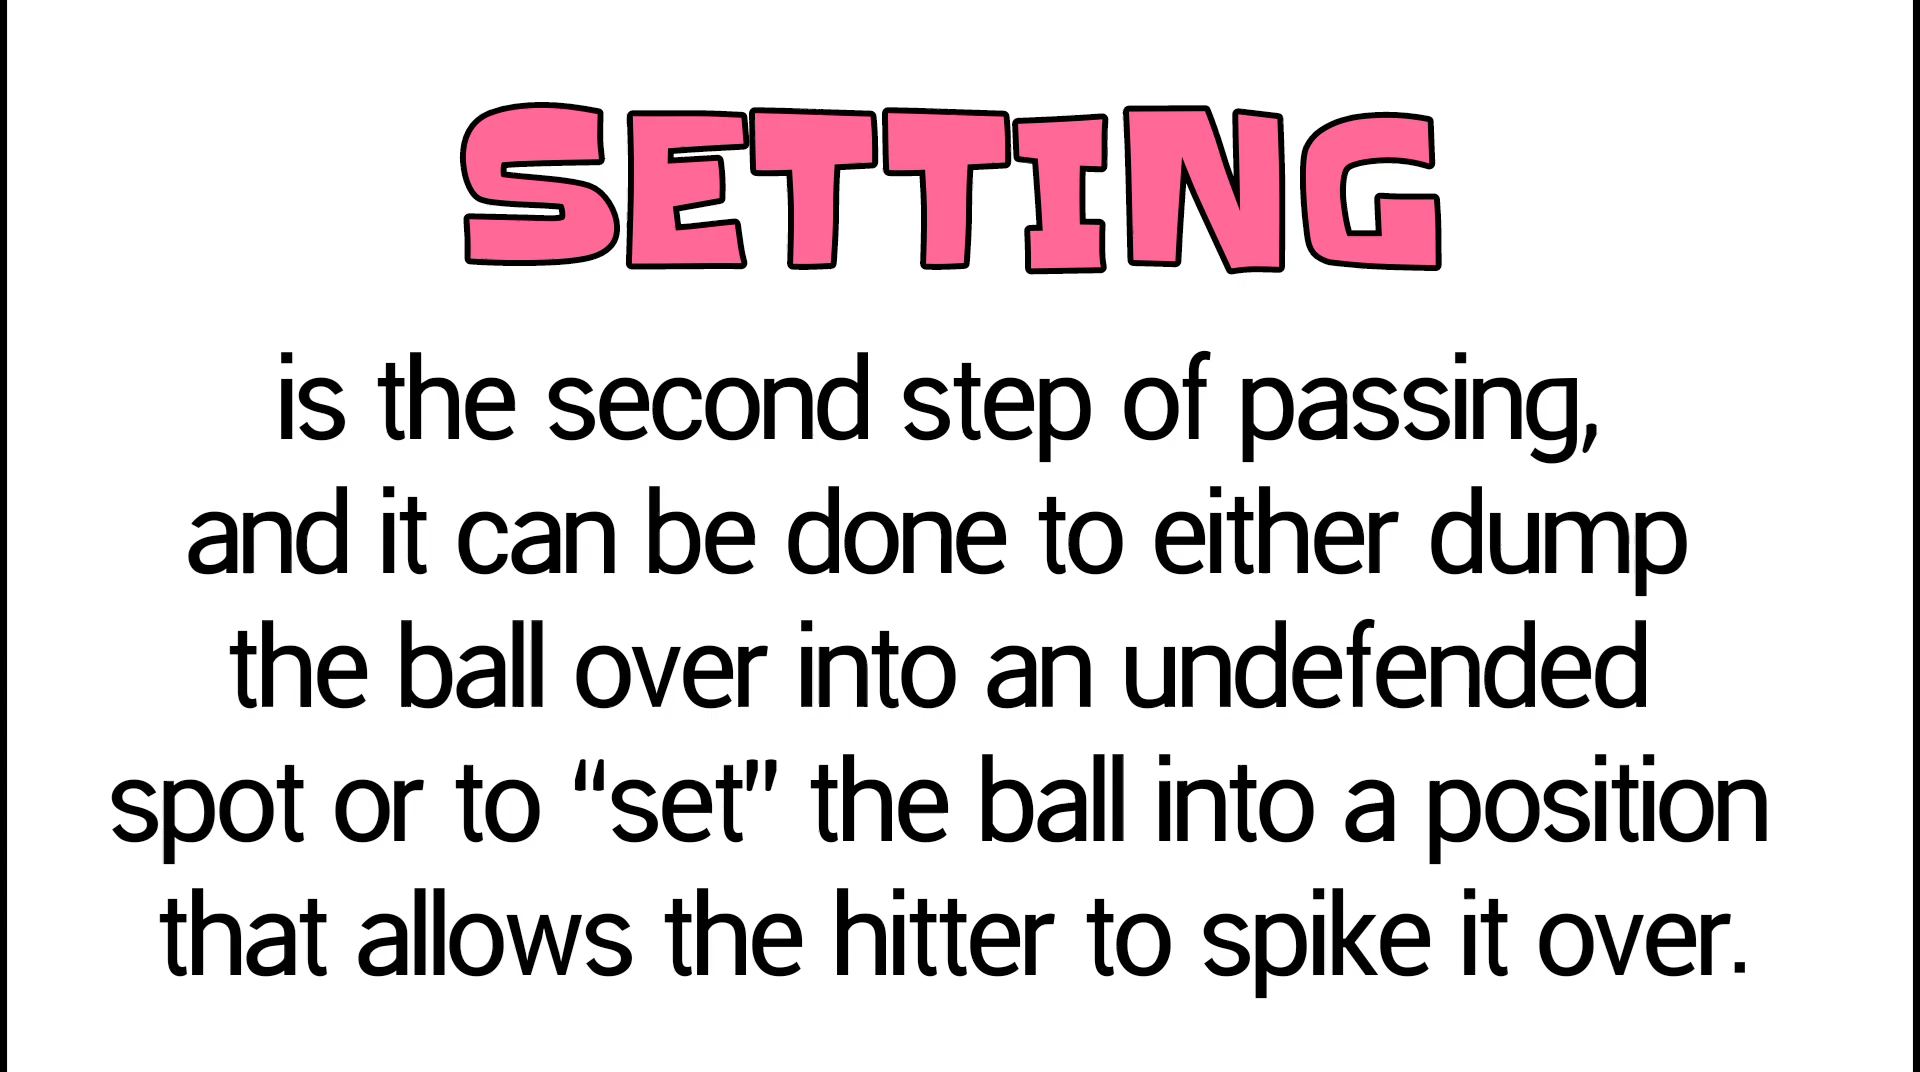 SETTING
is the second step of passing,
and it can be done to either dump
the ball over into an undefended
spot or to “set” the ball into a position
that allows the hitter to spike it over.